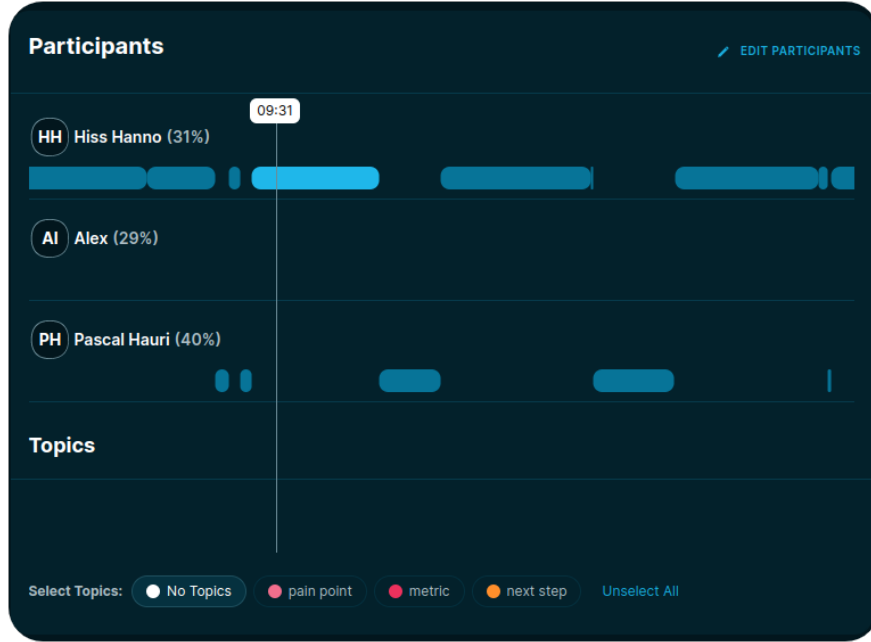 Participants
EDIT PARTICIPANTS
09:31
HH Hiss Hanno (31%)
Al Alex (29%)
PH Pascal Hauri (40%)
Topics
Select Topics: No Topics pain point metric next step Unselect All